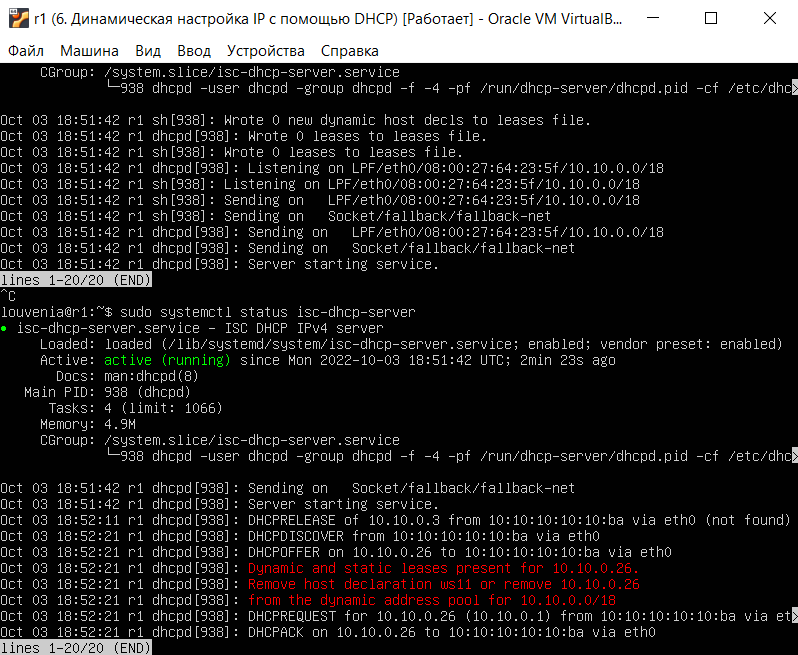 r1 (6. Динамическая настройка IP с помощью DHCP) [Работает] - Oracle VM VirtualB...
Файл Машина Вид Ввод Устройства Справка
CGroup: /system.slice/isc-dhcp-server.service
└─938 dhcpd -user dhcpd -group dhcpd -f -4 -pf /run/dhcp-server/dhcpd.pid -cf /etc/dhc>
Oct 03 18:51:42 r1 sh[938]: Wrote 0 new dynamic host decls to leases file.
Oct 03 18:51:42 r1 dhcpd[938]: Wrote 0 leases to leases file.
Oct 03 18:51:42 r1 sh[938]: Wrote 0 leases to leases file.
Oct 03 18:51:42 r1 dhcpd[938]: Listening on LPF/eth0/08:00:27:64:23:5f/10.10.0.0/18
Oct 03 18:51:42 r1 sh[938]: Listening on LPF/eth0/08:00:27:64:23:5f/10.10.0.0/18
Oct 03 18:51:42 r1 sh[938]: Sending on   LPF/eth0/08:00:27:64:23:5f/10.10.0.0/18
Oct 03 18:51:42 r1 sh[938]: Sending on   Socket/fallback/fallback-net
Oct 03 18:51:42 r1 dhcpd[938]: Sending on   LPF/eth0/08:00:27:64:23:5f/10.10.0.0/18
Oct 03 18:51:42 r1 dhcpd[938]: Sending on   Socket/fallback/fallback-net
Oct 03 18:51:42 r1 dhcpd[938]: Server starting service.
lines 1-20/20 (END)
^C
louvenia@r1:~$ sudo systemctl status isc-dhcp-server
● isc-dhcp-server.service - ISC DHCP IPv4 server
Loaded: loaded (/lib/systemd/system/isc-dhcp-server.service; enabled; vendor preset: enabled)
Active: active (running) since Mon 2022-10-03 18:51:42 UTC; 2min 23s ago
Docs: man:dhcpd(8)
Main PID: 938 (dhcpd)
Tasks: 4 (limit: 1066)
Memory: 4.9M
CGroup: /system.slice/isc-dhcp-server.service
└─938 dhcpd -user dhcpd -group dhcpd -f -4 -pf /run/dhcp-server/dhcpd.pid -cf /etc/dhc>
Oct 03 18:51:42 r1 dhcpd[938]: Sending on   Socket/fallback/fallback-net
Oct 03 18:51:42 r1 dhcpd[938]: Server starting service.
Oct 03 18:52:11 r1 dhcpd[938]: DHCPRELEASE of 10.10.0.3 from 10:10:10:10:10:ba via eth0 (not found)
Oct 03 18:52:21 r1 dhcpd[938]: DHCPDISCOVER from 10:10:10:10:10:ba via eth0
Oct 03 18:52:21 r1 dhcpd[938]: DHCPOFFER on 10.10.0.26 to 10:10:10:10:10:ba via eth0
Oct 03 18:52:21 r1 dhcpd[938]: Dynamic and static leases present for 10.10.0.26.
Oct 03 18:52:21 r1 dhcpd[938]: Remove host declaration ws11 or remove 10.10.0.26
Oct 03 18:52:21 r1 dhcpd[938]: from the dynamic address pool for 10.10.0.0/18
Oct 03 18:52:21 r1 dhcpd[938]: DHCPREQUEST for 10.10.0.26 (10.10.0.1) from 10:10:10:10:10:ba via et>
Oct 03 18:52:21 r1 dhcpd[938]: DHCPACK on 10.10.0.26 to 10:10:10:10:10:ba via eth0
lines 1-20/20 (END)